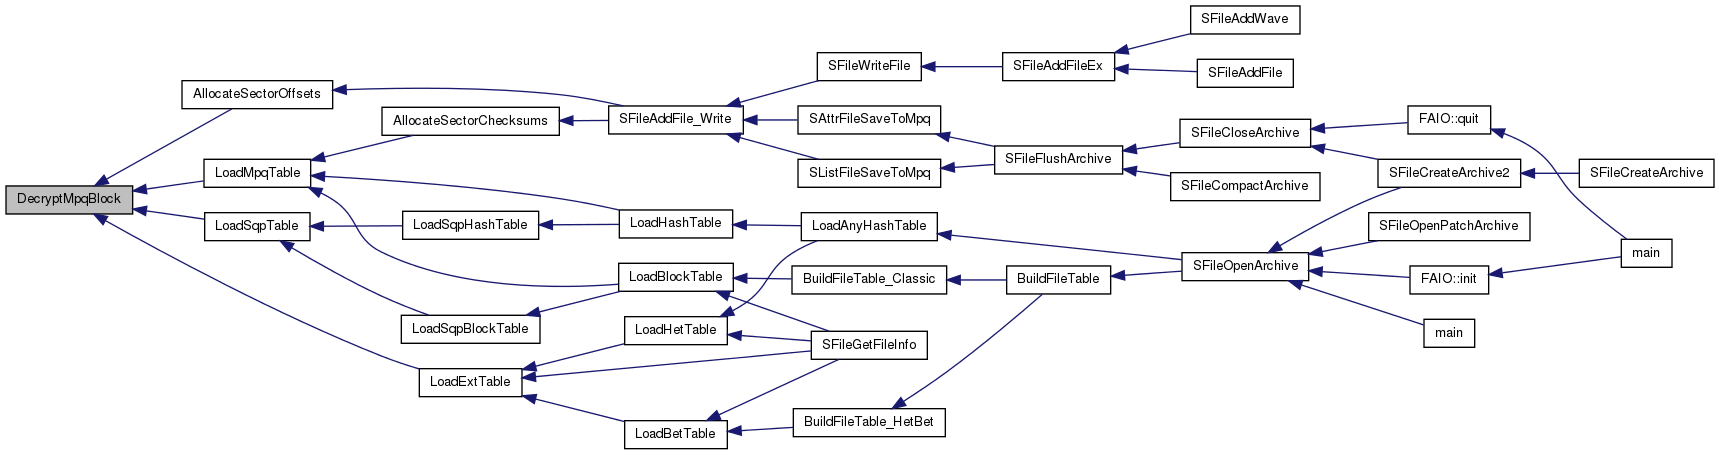 DecryptMpqBlock
AllocateSectorOffsets
LoadMpqTable
LoadSqpTable
LoadExtTable
AllocateSectorChecksums
LoadSqpHashTable
LoadSqpBlockTable
SFileAddFile_Write
LoadHashTable
LoadBlockTable
LoadHetTable
LoadBetTable
SFileWriteFile
SAttrFileSaveToMpq
SListFileSaveToMpq
LoadAnyHashTable
BuildFileTable_Classic
SFileGetFileInfo
BuildFileTable_HetBet
SFileAddFileEx
SFileFlushArchive
BuildFileTable
SFileAddWave
SFileAddFile
SFileCloseArchive
SFileCompactArchive
SFileOpenArchive
FAIO::quit
SFileCreateArchive2
SFileOpenPatchArchive
FAIO::init
main
SFileCreateArchive
main